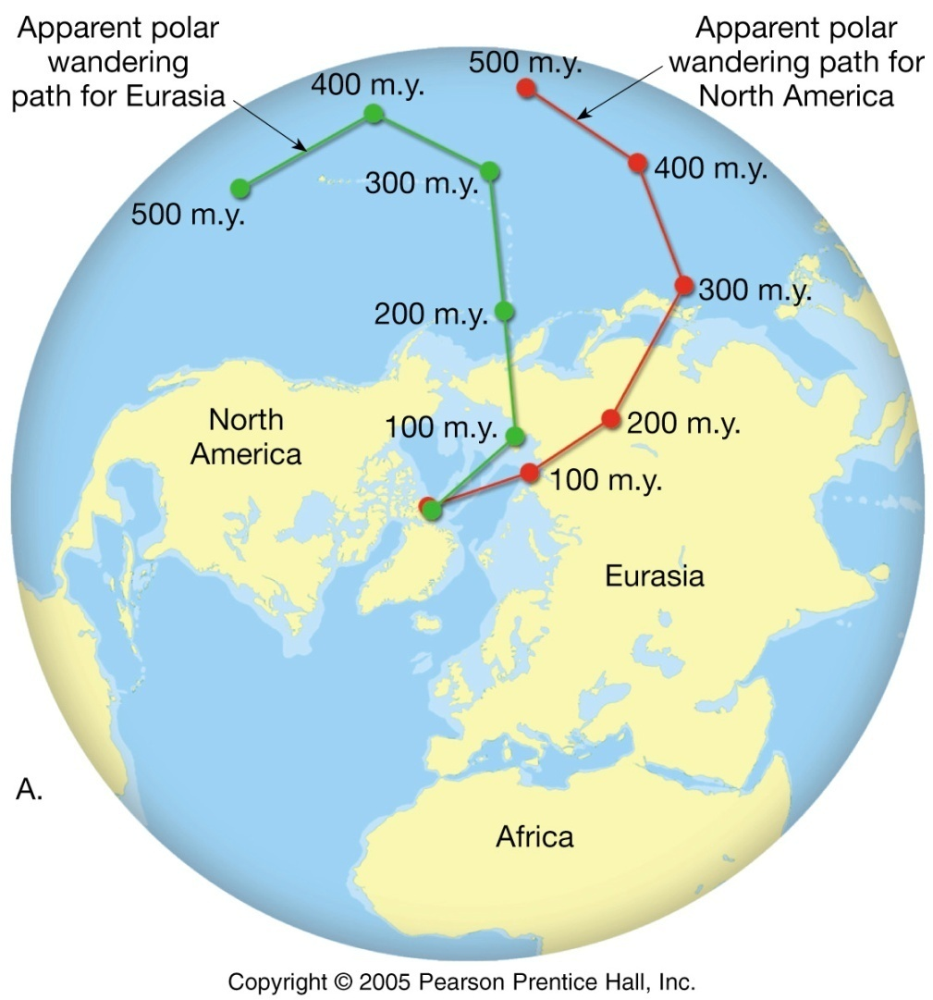 Apparent polar
wandering
path for Eurasia
Apparent polar
wandering path for
North America
500 m.y.
400 m.y.
400 m.y.
300 m.y.
500 m.y.
300 m.y.
200 m.y.
North
America
100 m.y.
200 m.y.
100 m.y.
Eurasia
A.
Africa
Copyright © 2005 Pearson Prentice Hall, Inc.